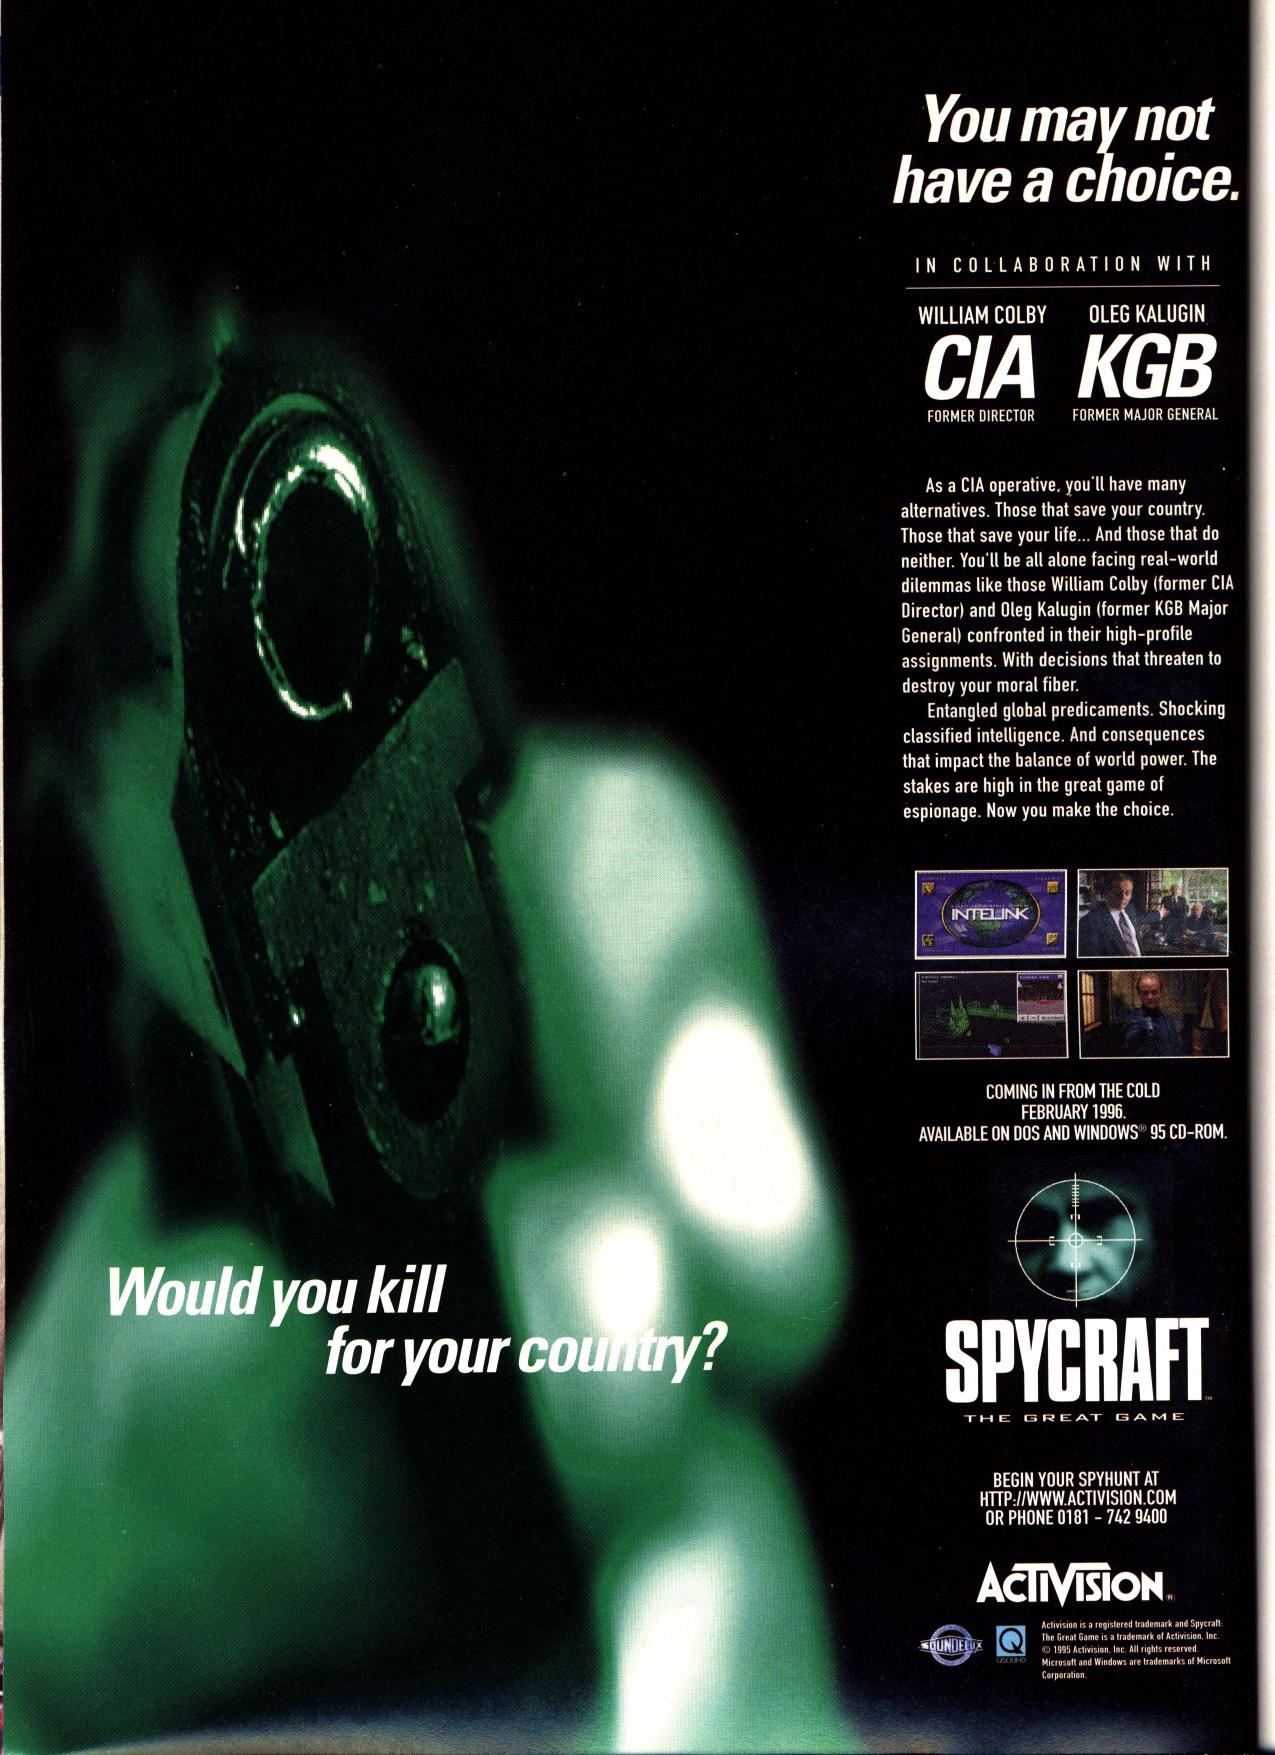 You may not
have a choice.
IN COLLABORATION WITH
WILLIAM COLBY
CIA
FORMER DIRECTOR
OLEG KALUGIN
KGB
FORMER MAJOR GENERAL
As a CIA operative, you'll have many
alternatives. Those that save your country.
Those that save your life... And those that do
neither. You'll be all alone facing real-world
dilemmas like those William Colby (former CIA
Director) and Oleg Kalugin (former KGB Major
General) confronted in their high-profile
assignments. With decisions that threaten to
destroy your moral fiber.
Entangled global predicaments. Shocking
classified intelligence. And consequences
that impact the balance of world power. The
stakes are high in the great game of
espionage. Now you make the choice.
INTELINK
COMING IN FROM THE COLD
FEBRUARY 1996.
AVAILABLE ON DOS AND WINDOWS® 95 CD-ROM.
Would you kill
for your country?
SPYCRAFT™
THE GREAT GAME
BEGIN YOUR SPYHUNT AT
HTTP://WWW.ACTIVISION.COM
OR PHONE 0181 - 742 9400
ACTIVISION®
SOUNDELUX
Q
QSOUND
Activision is a registered trademark and Spycraft:
The Great Game is a trademark of Activision, Inc.
© 1995 Activision, Inc. All rights reserved.
Microsoft and Windows are trademarks of Microsoft
Corporation.